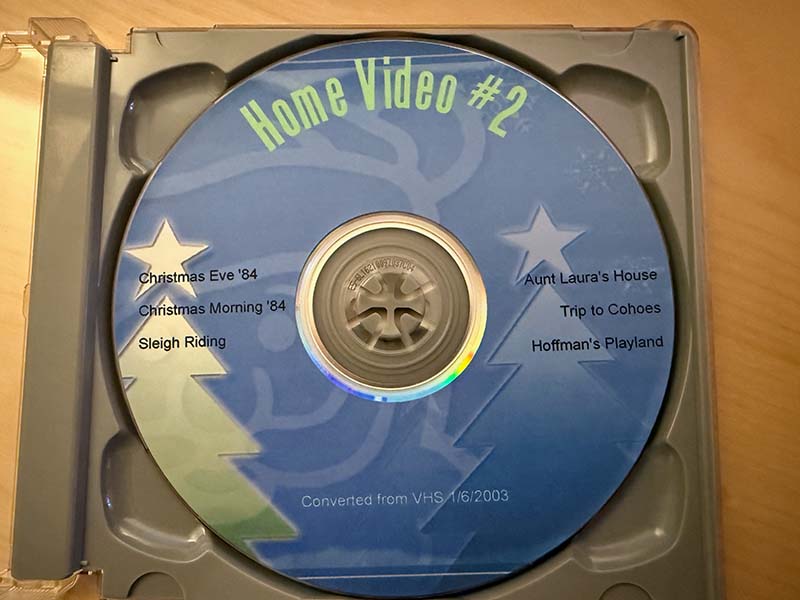 Home Video #2
Christmas Eve '84
Christmas Morning '84
Sleigh Riding
Aunt Laura's House
Trip to Cohoes
Hoffman's Playland
Converted from VHS 1/6/2003